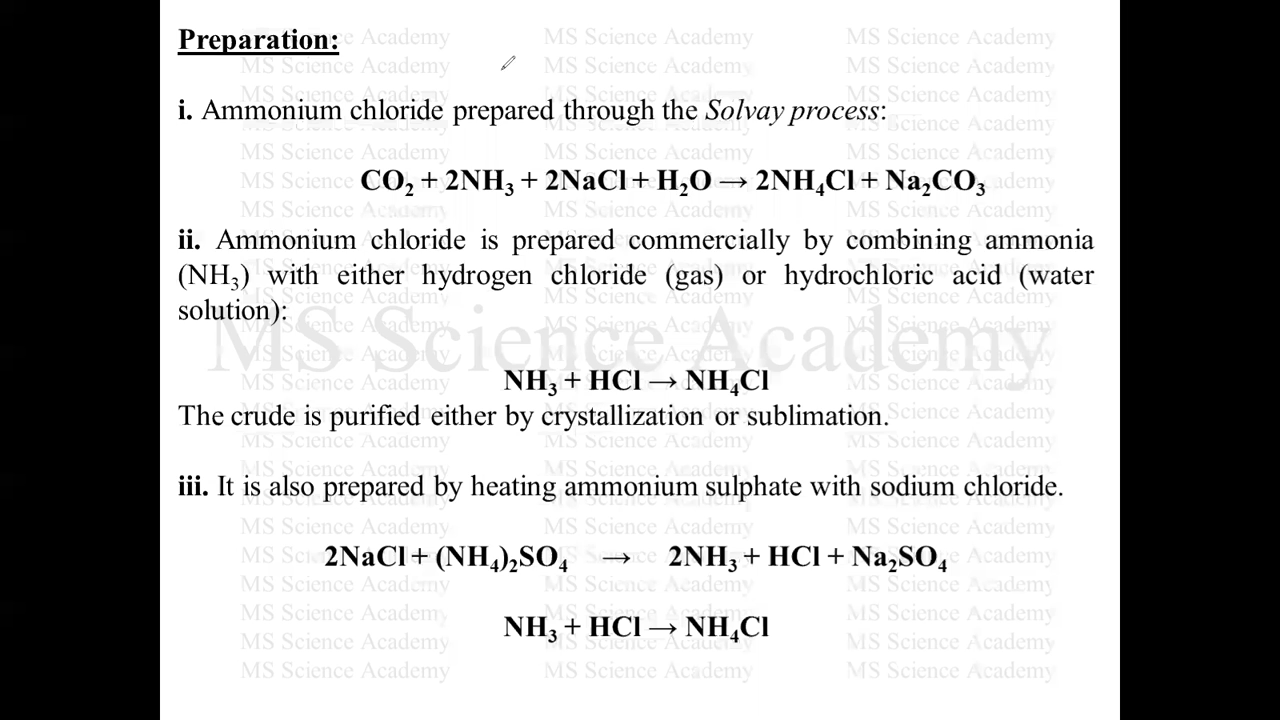 Preparation:
i. Ammonium chloride prepared through the Solvay process:
CO₂ + 2NH₃ + 2NaCl + H₂O → 2NH₄Cl + Na₂CO₃
ii. Ammonium chloride is prepared commercially by combining ammonia
(NH₃) with either hydrogen chloride (gas) or hydrochloric acid (water
solution):
MS Science Academy
NH₃ + HCl → NH₄Cl
The crude is purified either by crystallization or sublimation.
iii. It is also prepared by heating ammonium sulphate with sodium chloride.
2NaCl + (NH₄)₂SO₄ → 2NH₃ + HCl + Na₂SO₄
NH₃ + HCl → NH₄Cl